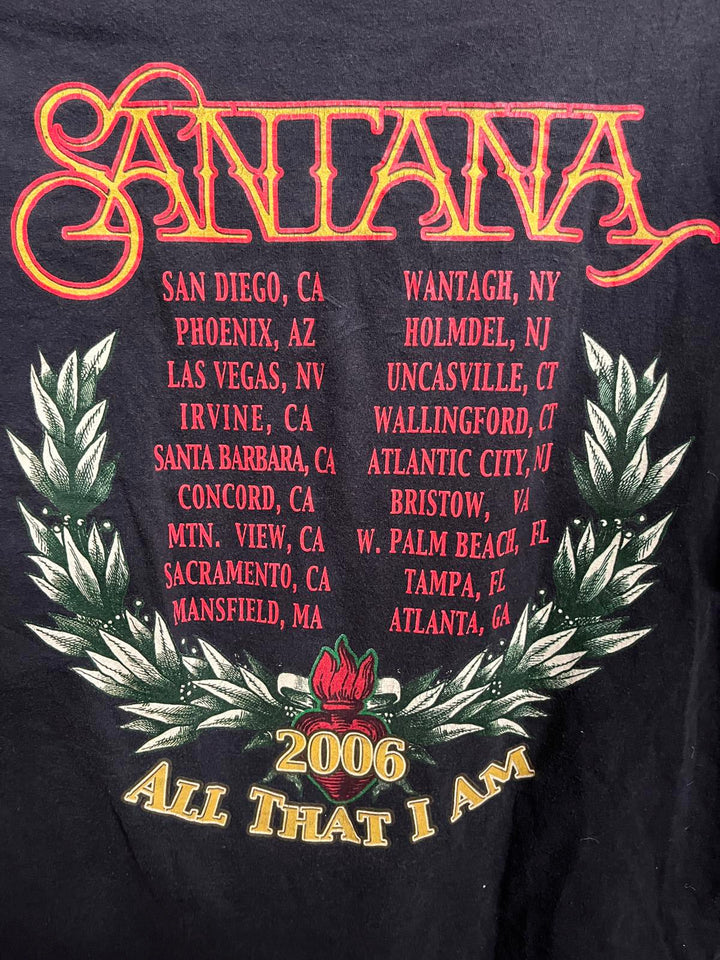 SANTANA
SAN DIEGO, CA
PHOENIX, AZ
LAS VEGAS, NV
IRVINE, CA
SANTA BARBARA, CA
CONCORD, CA
MTN. VIEW, CA
SACRAMENTO, CA
MANSFIELD, MA
WANTAGH, NY
HOLMDEL, NJ
UNCASVILLE, CT
WALLINGFORD, CT
ATLANTIC CITY, NJ
BRISTOW, VA
W. PALM BEACH, FL
TAMPA, FL
ATLANTA, GA
2006
ALL THAT I AM